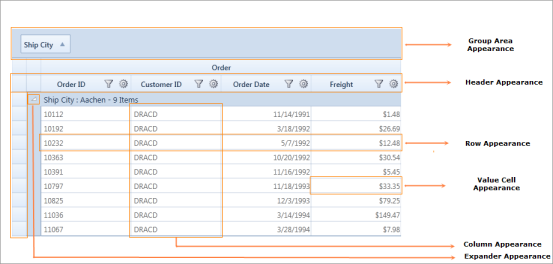 Ship City
Group Area
Appearance
Order
Order ID Customer ID Order Date Freight
Header Appearance
Ship City : Aachen - 9 Items
10112 DRACD 11/14/1991 $1.48
10192 DRACD 3/18/1992 $26.69
10232 DRACD 5/7/1992 $12.48
Row Appearance
10363 DRACD 10/20/1992 $30.54
10391 DRACD 11/16/1992 $5.45
10797 DRACD 11/18/1993 $33.35
Value Cell
Appearance
10825 DRACD 12/3/1993 $79.25
11036 DRACD 3/14/1994 $149.47
11067 DRACD 3/28/1994 $7.98
Column Appearance
Expander Appearance